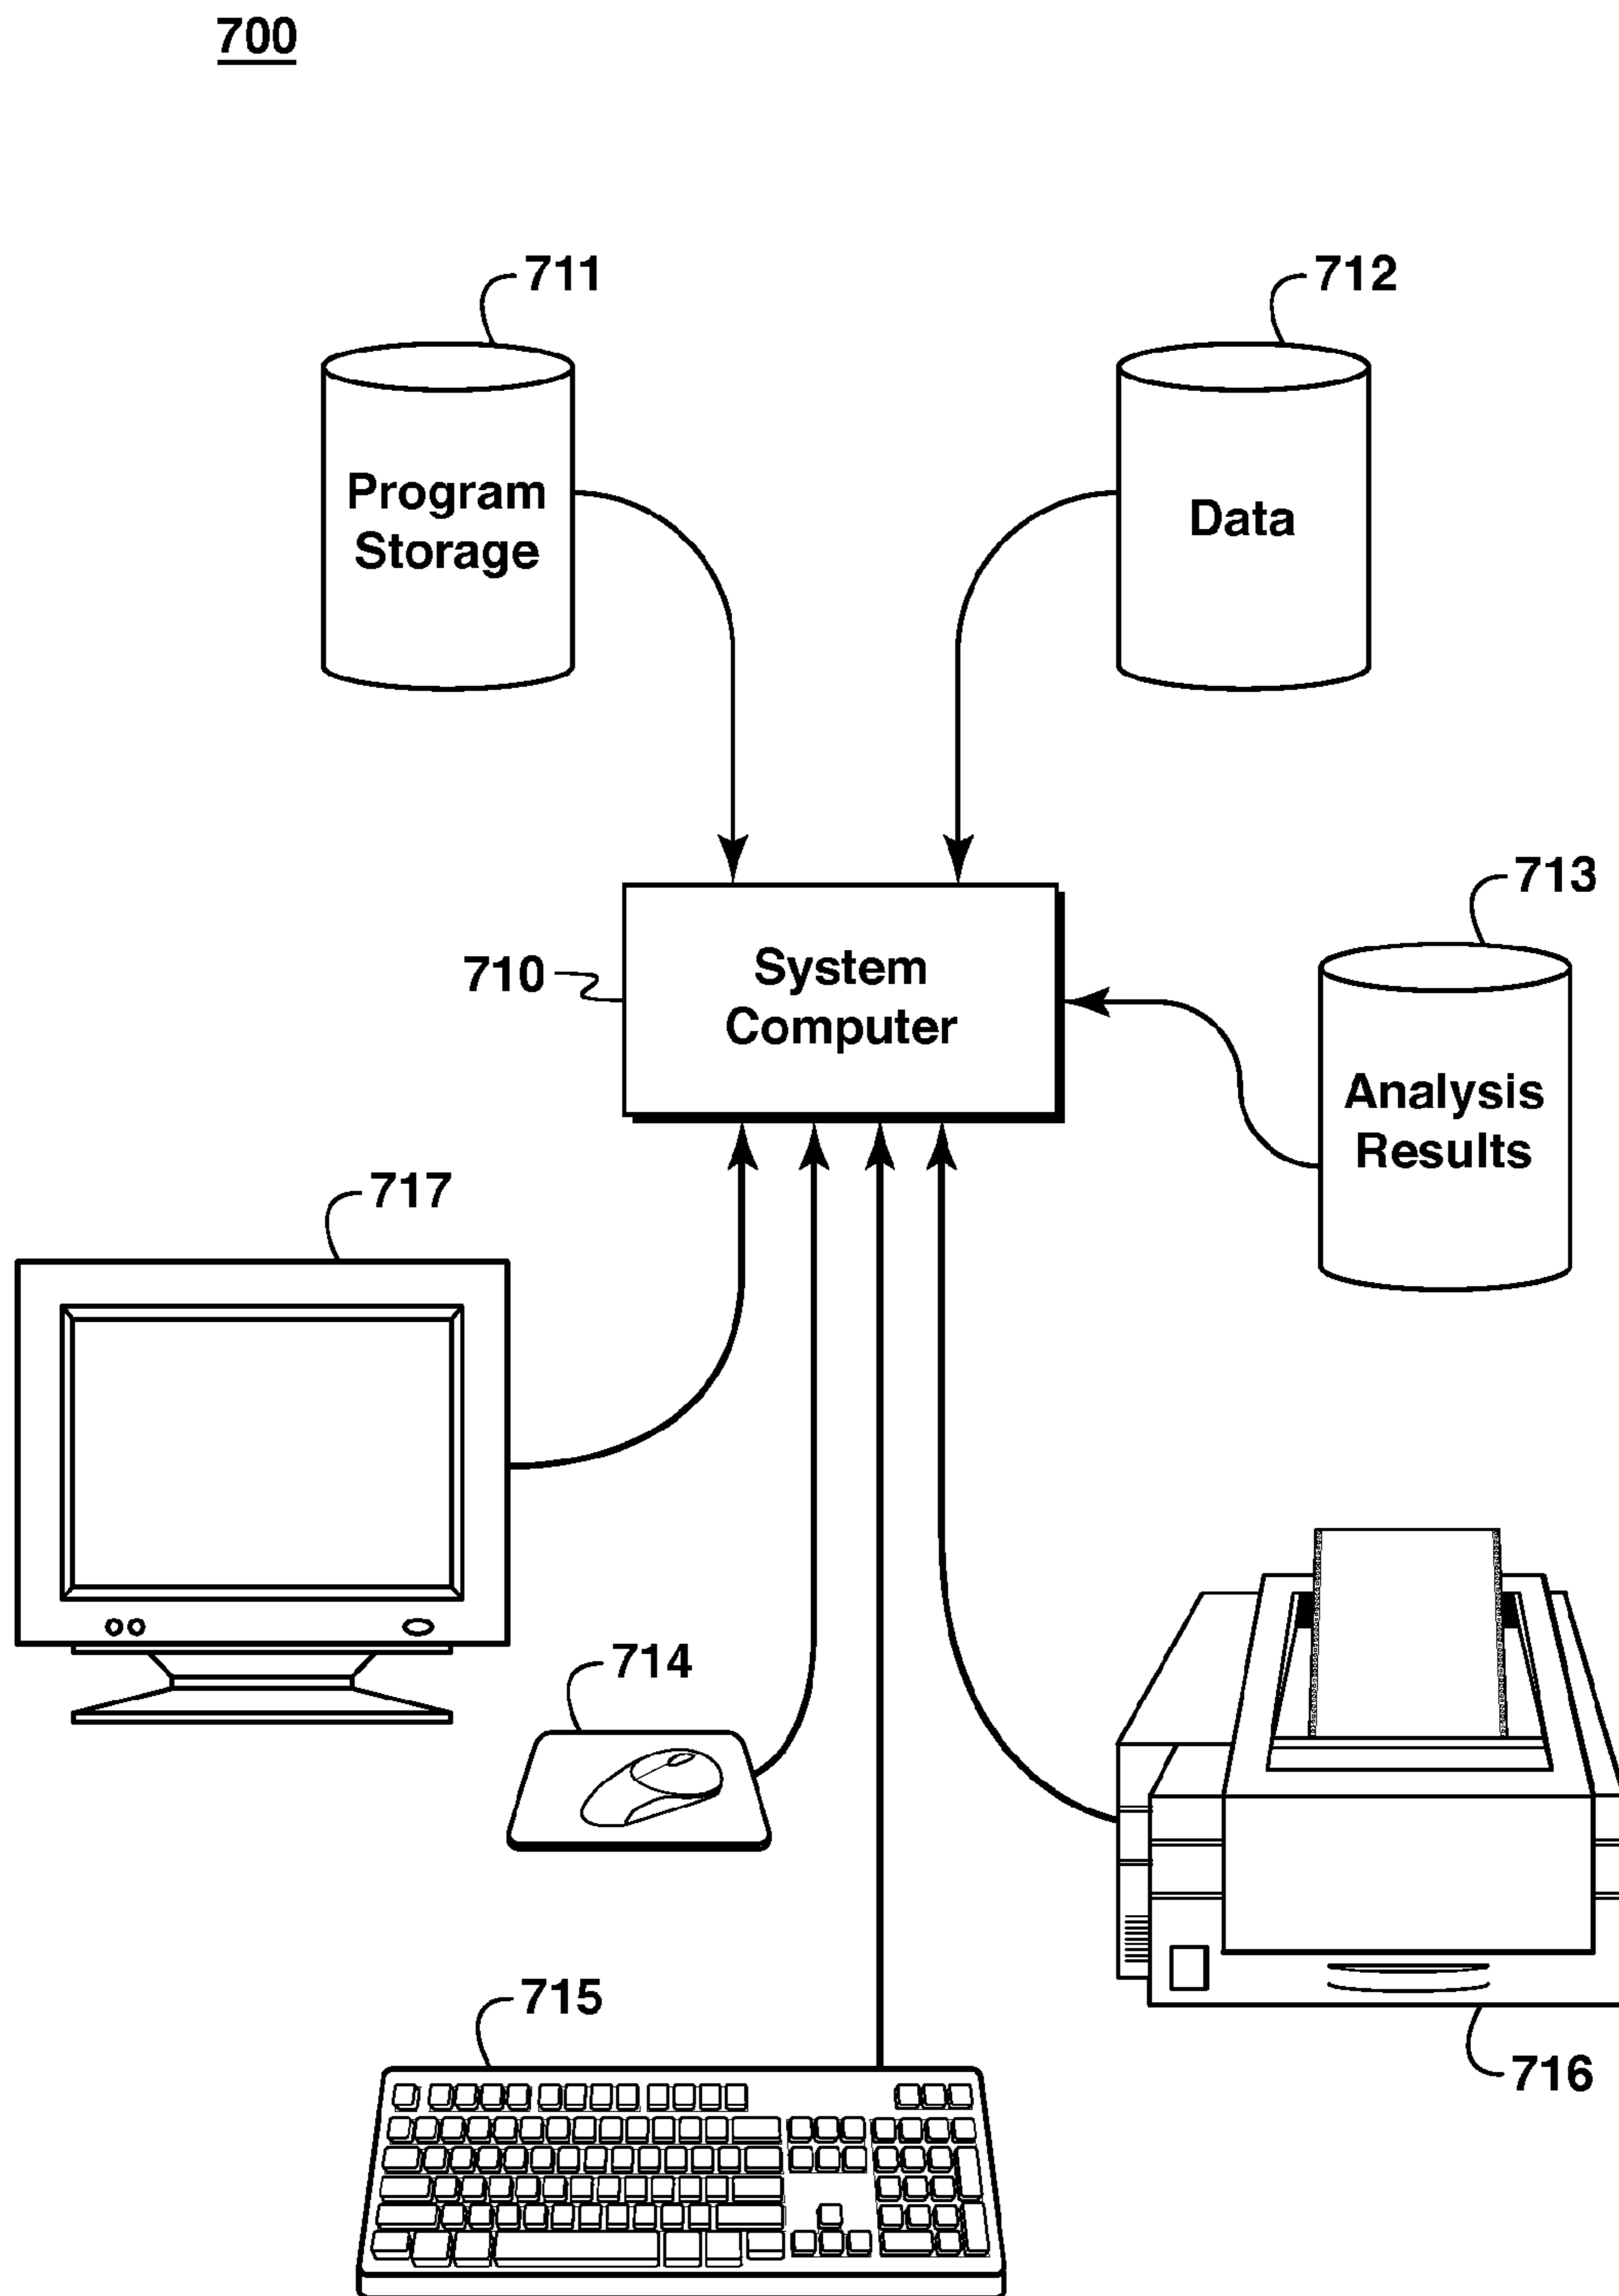 700
711
712
Program
Storage
Data
713
710
System
Computer
Analysis
Results
717
714
715
716